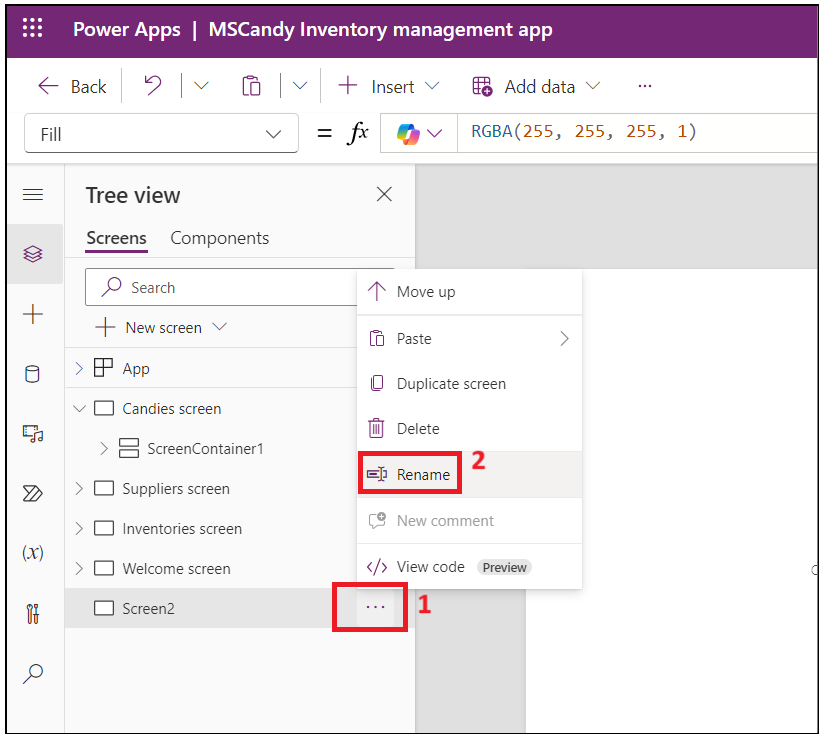 Power Apps | MSCandy Inventory management app
Back Insert Add data ...
Fill = fx RGBA(255, 255, 255, 1)
Tree view
Screens Components
Search
New screen
App
Candies screen
ScreenContainer1
Suppliers screen
Inventories screen
Welcome screen
Screen2 ... 1
Move up
Paste
Duplicate screen
Delete
Rename 2
New comment
View code Preview
(x)